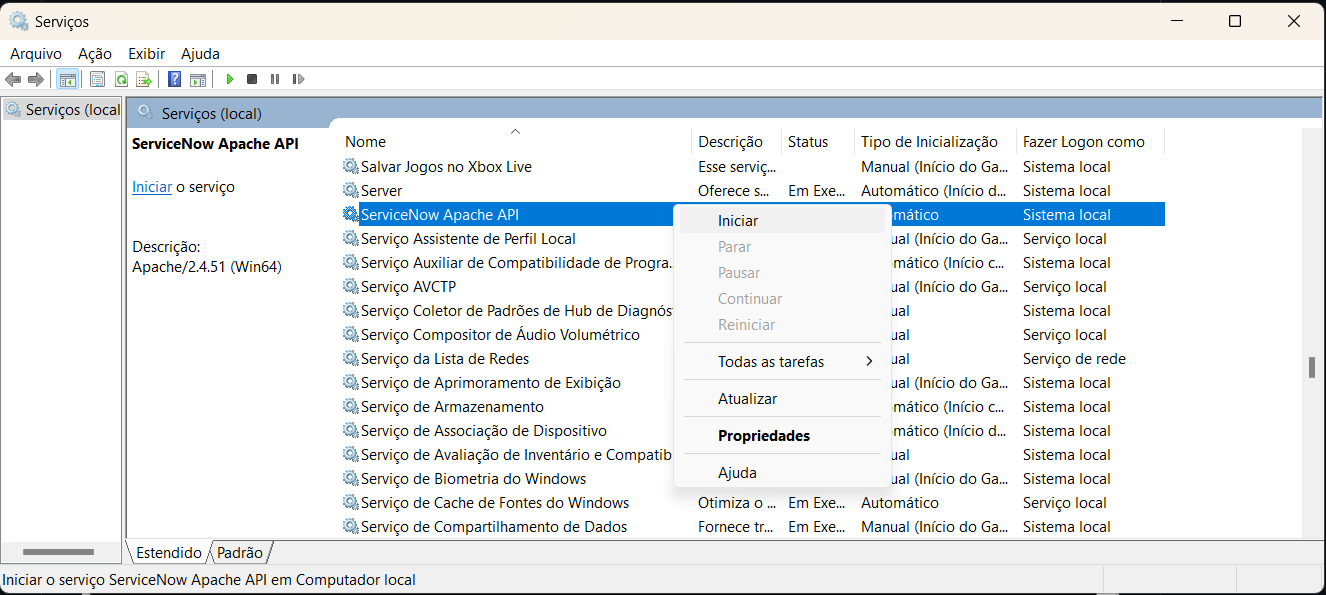 Serviços
Arquivo Ação Exibir Ajuda
Serviços (local
Serviços (local)
ServiceNow Apache API
Iniciar o serviço
Descrição:
Apache/2.4.51 (Win64)
Nome Descrição Status Tipo de Inicialização Fazer Logon como
Salvar Jogos no Xbox Live Esse serviç... Manual (Início do Ga... Sistema local
Server Oferece s... Em Exe... Automático (Início d... Sistema local
ServiceNow Apache API mático Sistema local
Serviço Assistente de Perfil Local ual (Início do Ga... Serviço local
Serviço Auxiliar de Compatibilidade de Progra... mático (Início c... Sistema local
Serviço AVCTP ual (Início do Ga... Serviço local
Serviço Coletor de Padrões de Hub de Diagnós ual Sistema local
Serviço Compositor de Áudio Volumétrico ual Serviço local
Serviço da Lista de Redes ual Serviço de rede
Serviço de Aprimoramento de Exibição ual (Início do Ga... Sistema local
Serviço de Armazenamento mático (Início c... Sistema local
Serviço de Associação de Dispositivo mático (Início d... Sistema local
Serviço de Avaliação de Inventário e Compatib ual Sistema local
Serviço de Biometria do Windows ual (Início do Ga... Sistema local
Serviço de Cache de Fontes do Windows Otimiza o ... Em Exe... Automático Serviço local
Serviço de Compartilhamento de Dados Fornece tr... Em Exe... Manual (Início do Ga... Sistema local
Iniciar
Parar
Pausar
Continuar
Reiniciar
Todas as tarefas
Atualizar
Propriedades
Ajuda
Estendido Padrão
Iniciar o serviço ServiceNow Apache API em Computador local